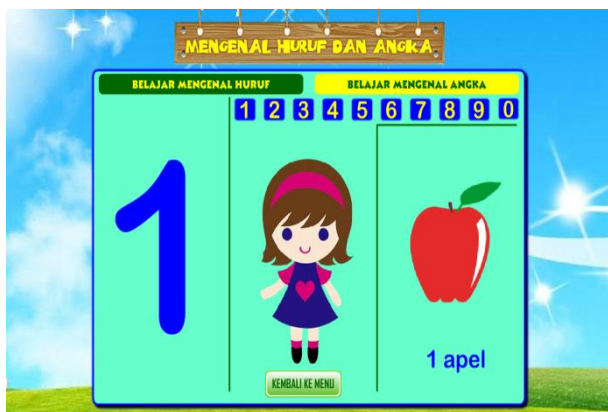 MENGENAL HURUF DAN ANGKA
BELAJAR MENGENAL HURUF
BELAJAR MENGENAL ANGKA
1 2 3 4 5 6 7 8 9 0
1
1 apel
KEMBALI KE MENU